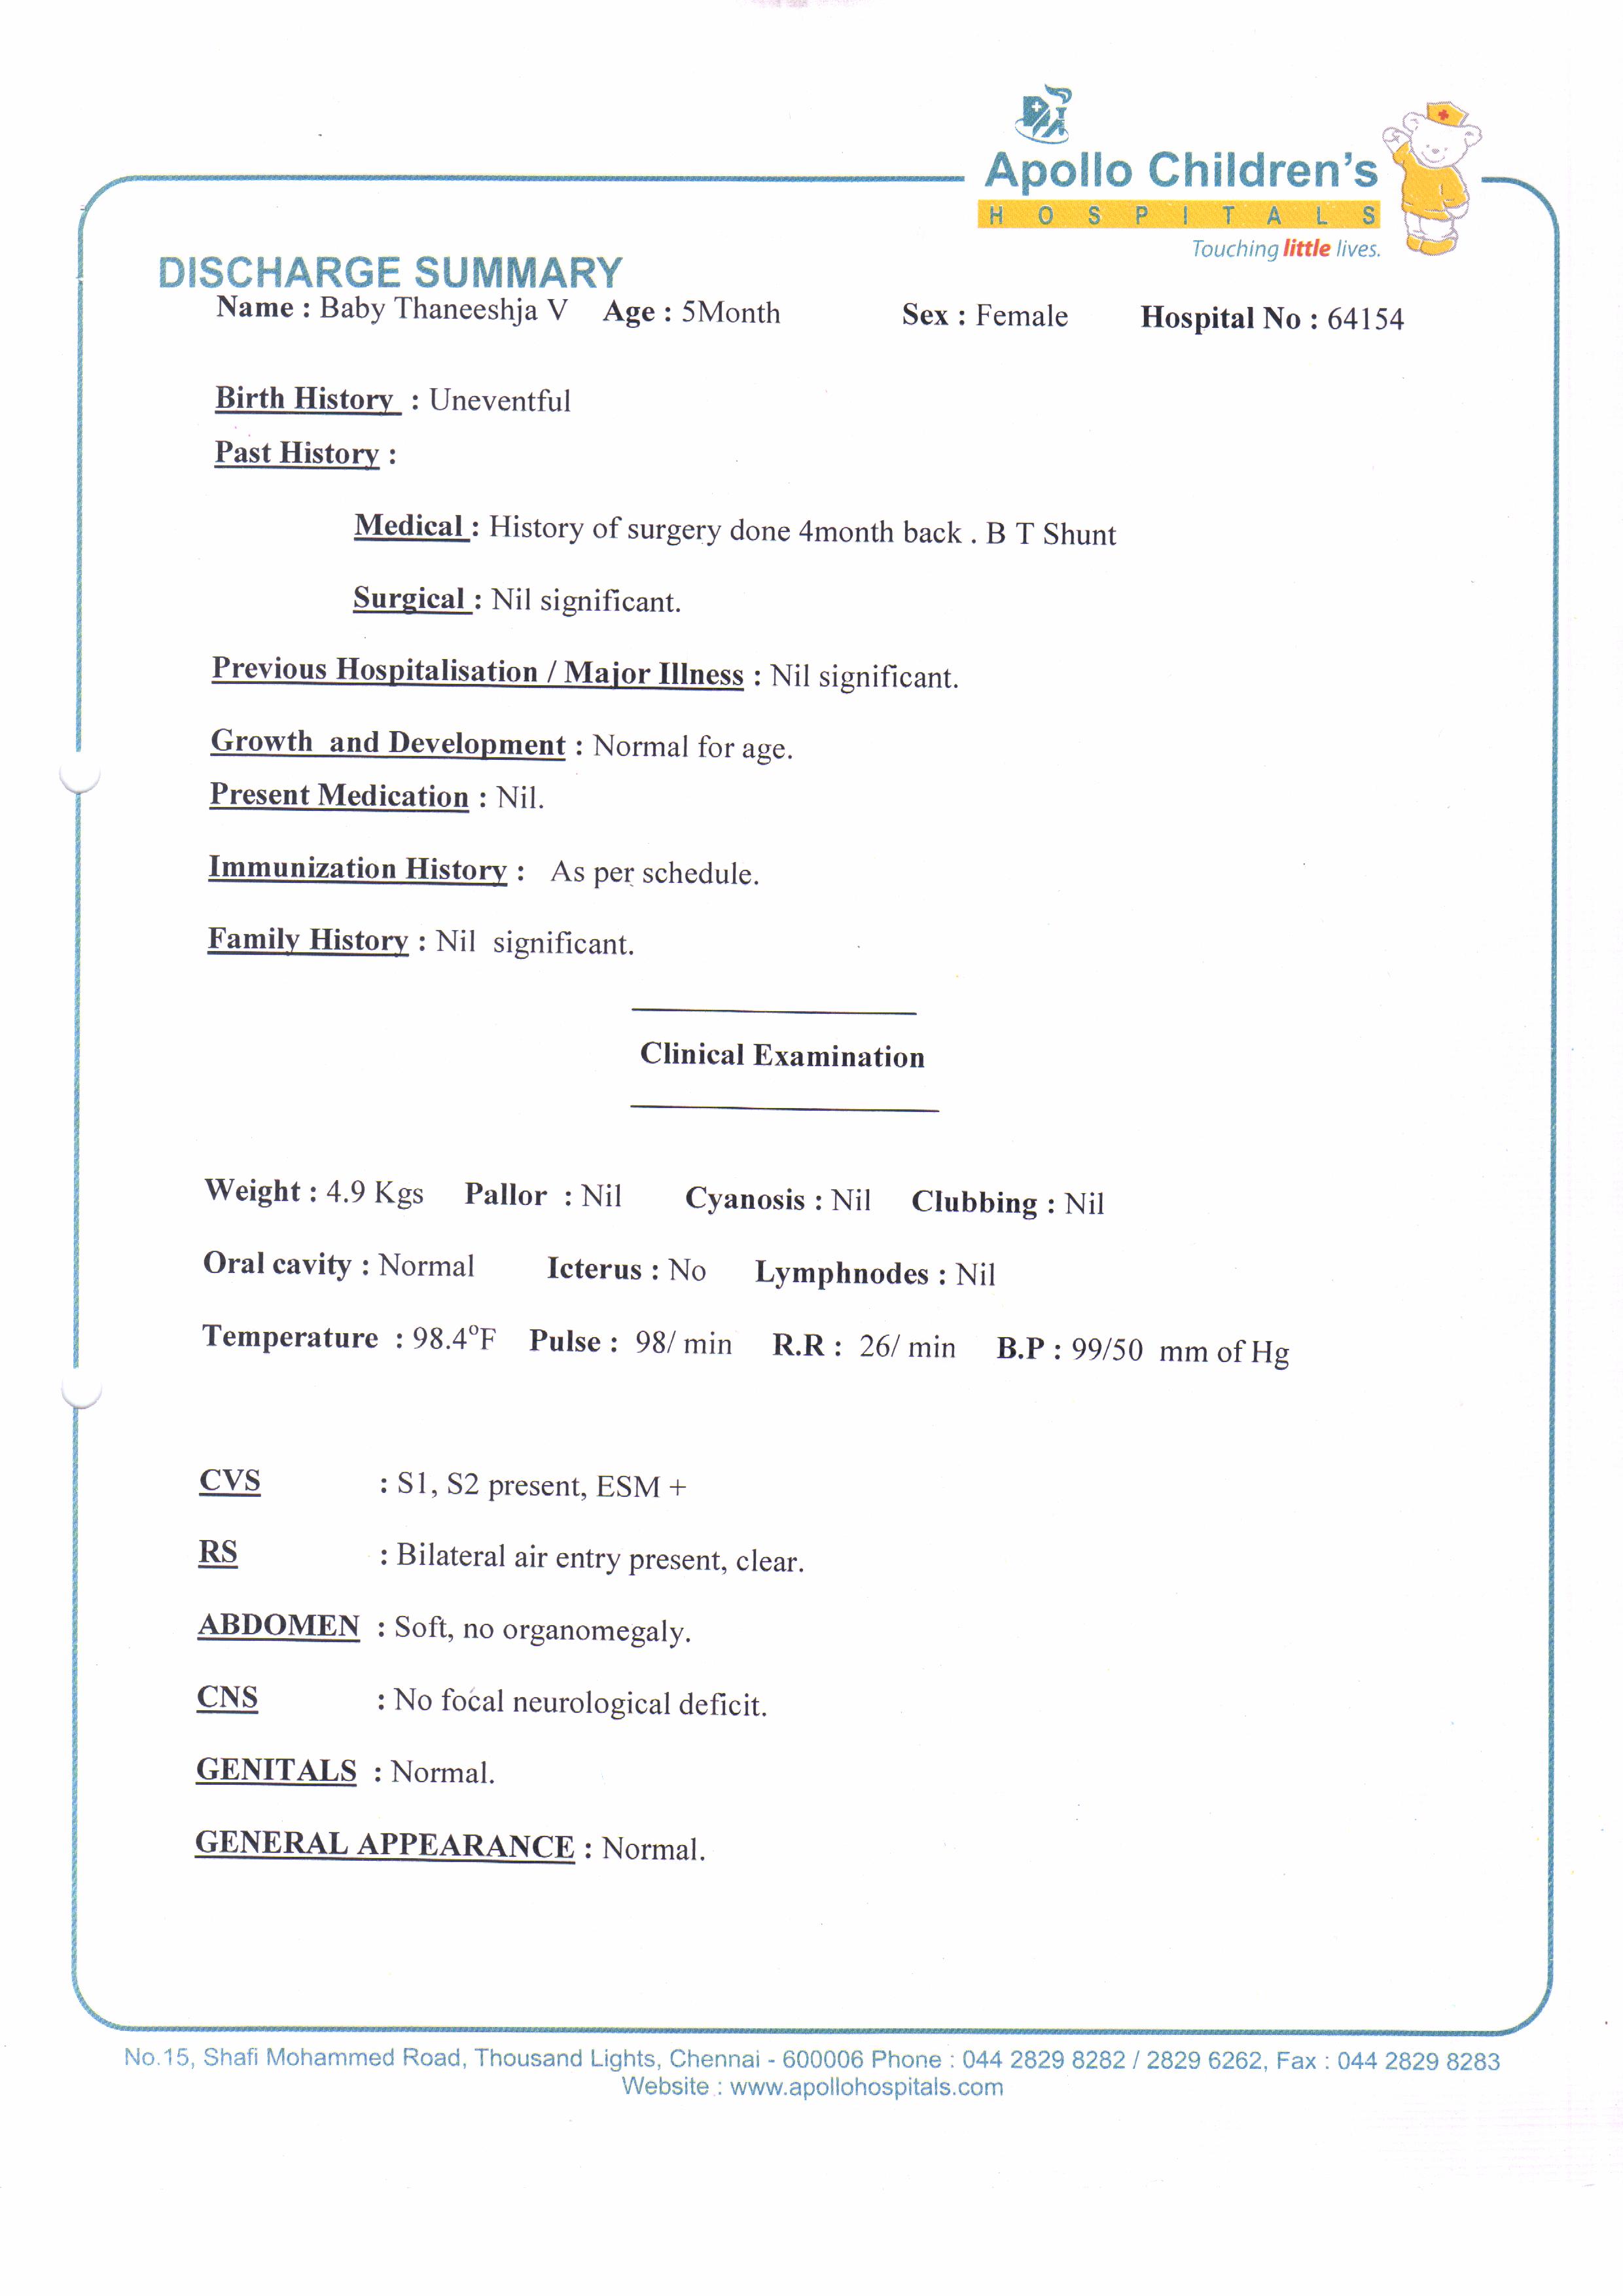 Apollo Children's
HOSPITALS
Touching little lives.
DISCHARGE SUMMARY
Name : Baby Thaneeshja V Age : 5Month Sex : Female Hospital No : 64154
Birth History : Uneventful
Past History :
Medical : History of surgery done 4month back . B T Shunt
Surgical : Nil significant.
Previous Hospitalisation / Major Illness : Nil significant.
Growth and Development : Normal for age.
Present Medication : Nil.
Immunization History : As per schedule.
Family History : Nil significant.
Clinical Examination
Weight : 4.9 Kgs Pallor : Nil Cyanosis : Nil Clubbing : Nil
Oral cavity : Normal Icterus : No Lymphnodes : Nil
Temperature : 98.4°F Pulse : 98/ min R.R : 26/ min B.P : 99/50 mm of Hg
CVS : S1, S2 present, ESM +
RS : Bilateral air entry present, clear.
ABDOMEN : Soft, no organomegaly.
CNS : No focal neurological deficit.
GENITALS : Normal.
GENERAL APPEARANCE : Normal.
No.15, Shafi Mohammed Road, Thousand Lights, Chennai - 600006 Phone : 044 2829 8282 / 2829 6262, Fax : 044 2829 8283
Website : www.apollohospitals.com